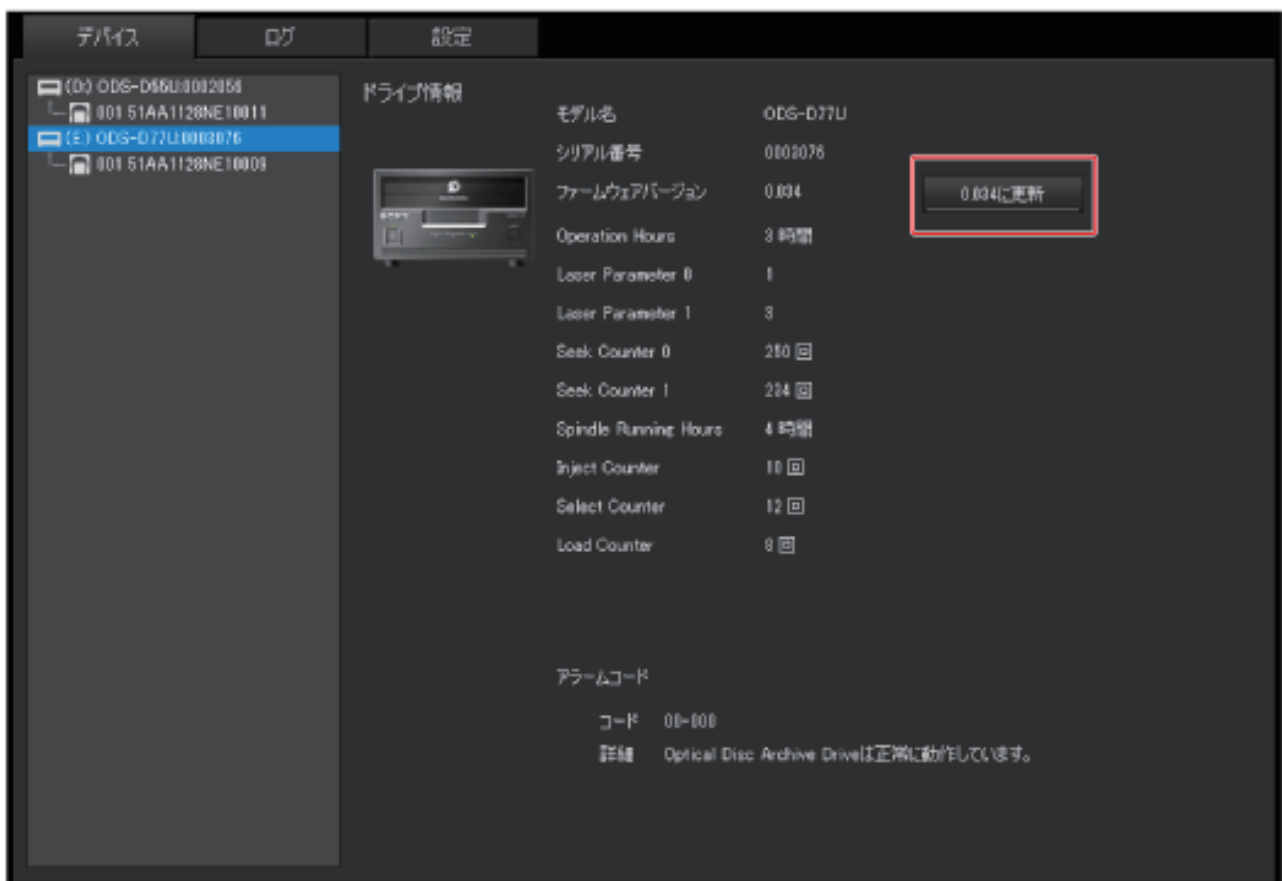 デバイス ログ 設定
(D:) ODS-D55U:0002056
001 51AA1128NE10011
(E:) ODS-D77U:0003076
001 51AA1128NE10009
ドライブ情報
モデル名 ODS-D77U
シリアル番号 0003076
ファームウェアバージョン 0.034 0.034に更新
Operation Hours 3 時間
Laser Parameter 0 1
Laser Parameter 1 3
Seek Counter 0 250 回
Seek Counter 1 234 回
Spindle Running Hours 4 時間
Inject Counter 10 回
Select Counter 12 回
Load Counter 8 回
SONY
アラームコード
コード 00-000
詳細 Optical Disc Archive Driveは正常に動作しています。